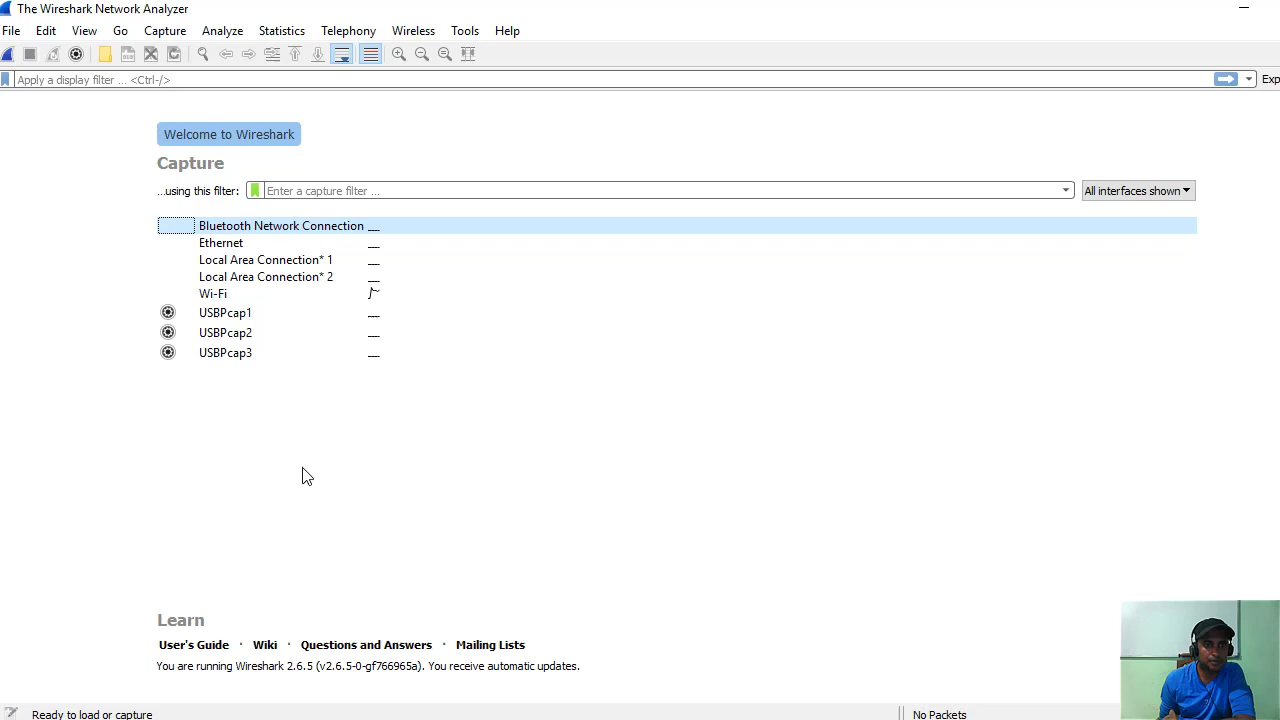 The Wireshark Network Analyzer
File Edit View Go Capture Analyze Statistics Telephony Wireless Tools Help
Apply a display filter ... <Ctrl-/>
Exp
Welcome to Wireshark
Capture
...using this filter: Enter a capture filter ... All interfaces shown
Bluetooth Network Connection
Ethernet
Local Area Connection* 1
Local Area Connection* 2
Wi-Fi
USBPcap1
USBPcap2
USBPcap3
Learn
User's Guide · Wiki · Questions and Answers · Mailing Lists
You are running Wireshark 2.6.5 (v2.6.5-0-gf766965a). You receive automatic updates.
Ready to load or capture
No Packets